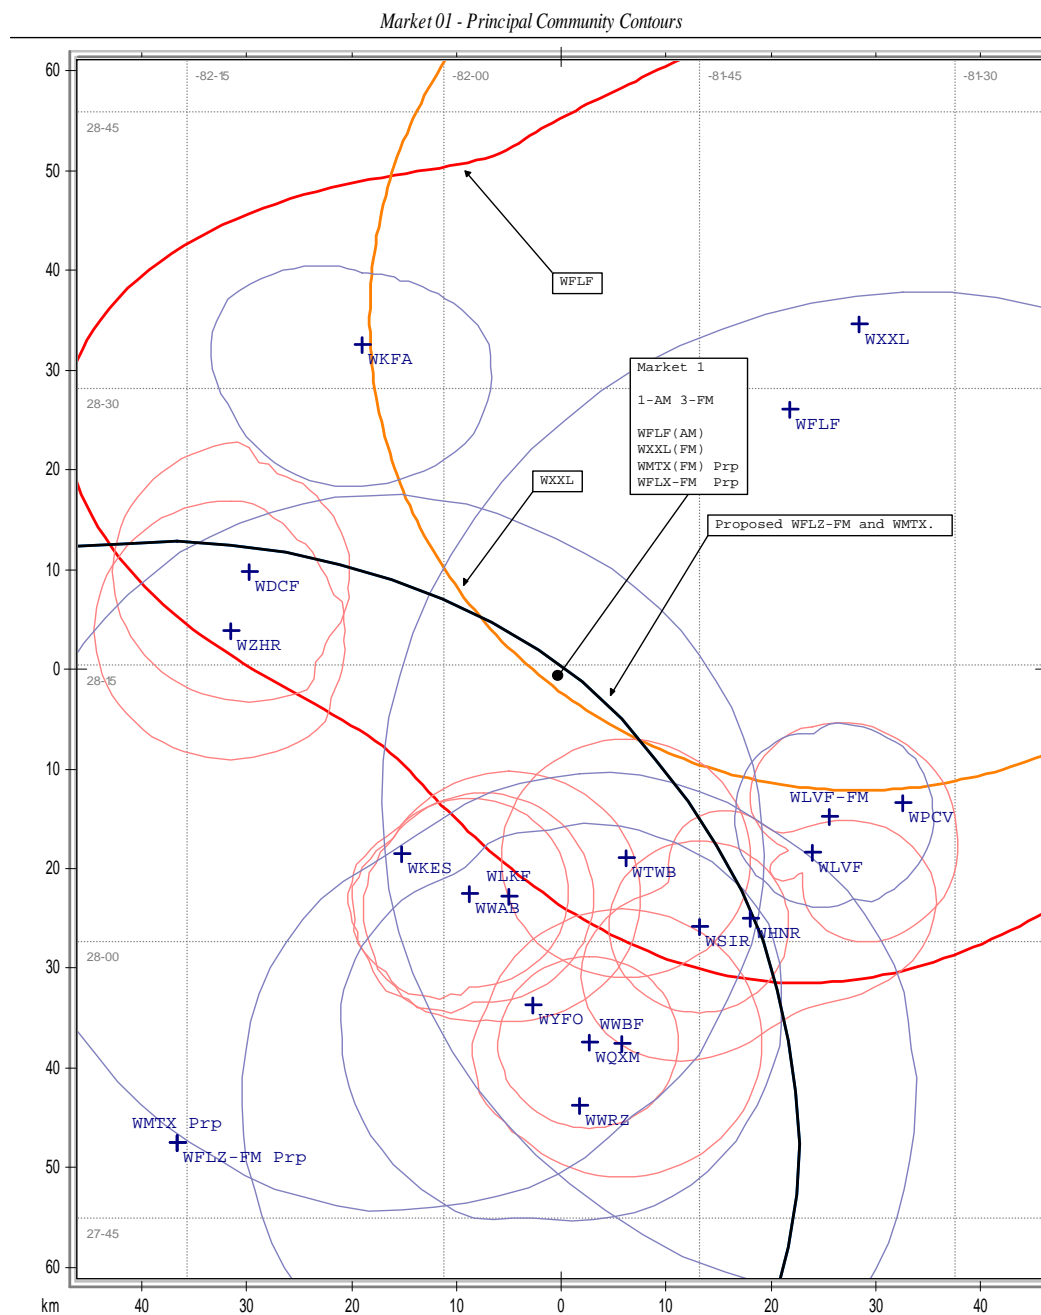 Market 01 - Principal Community Contours
60
-82-15
-82-00
-81-45
-81-30
28-45
50
40
WFLF
WXXL
30
WKFA
Market 1
1-AM 3-FM
WFLF(AM)
WXXL(FM)
WMTX(FM) Prp
WFLX-FM Prp
28-30
WFLF
20
WXXL
Proposed WFLZ-FM and WMTX.
10
WDCF
WZHR
0
28-15
10
WLVF-FM
WPCV
20
WKES
WLKF
WTWB
WLVF
WWAB
WSIR
WHNR
28-00
30
WYFO
WWBF
WQXM
40
WWRZ
WMTX Prp
WFLZ-FM Prp
50
27-45
60
km
40
30
20
10
0
10
20
30
40